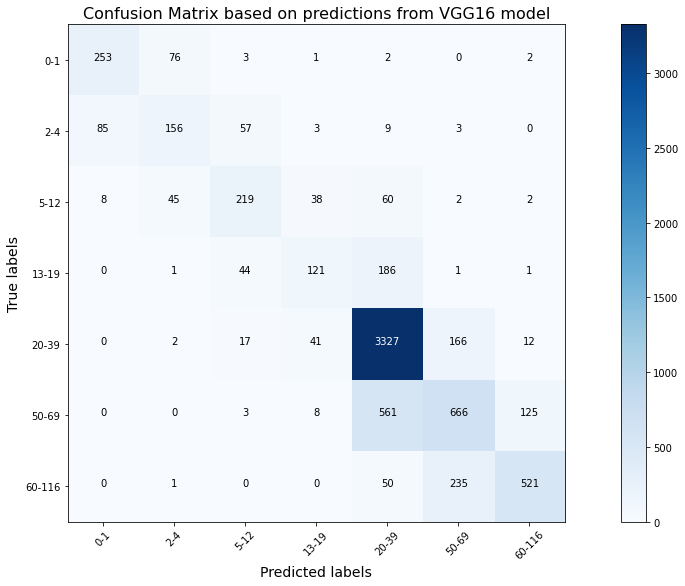 Confusion Matrix based on predictions from VGG16 model
0-1 253 76 3 1 2 0 2
2-4 85 156 57 3 9 3 0
5-12 8 45 219 38 60 2 2
13-19 0 1 44 121 186 1 1
20-39 0 2 17 41 3327 166 12
50-69 0 0 3 8 561 666 125
60-116 0 1 0 0 50 235 521
0-1 2-4 5-12 13-19 20-39 50-69 60-116
True labels
Predicted labels
3000
2500
2000
1500
1000
500
0